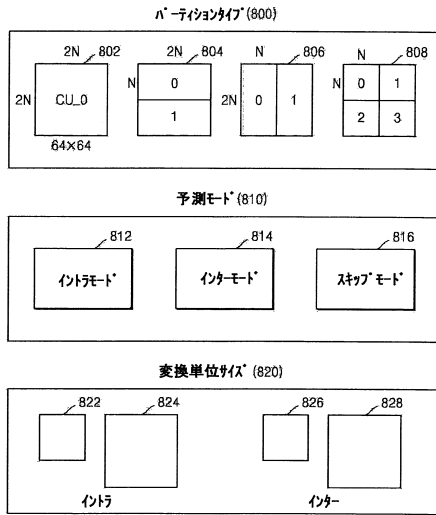 パーティションタイプ(800)
2N 802 2N 804 N 806 N 808
2N CU_0 N 0 2N 0 1 N 0 1
1 2 3
64×64
予測モード(810)
812 814 816
イントラモード インターモード スキップモード
変換単位サイズ(820)
822 824 826 828
イントラ インター